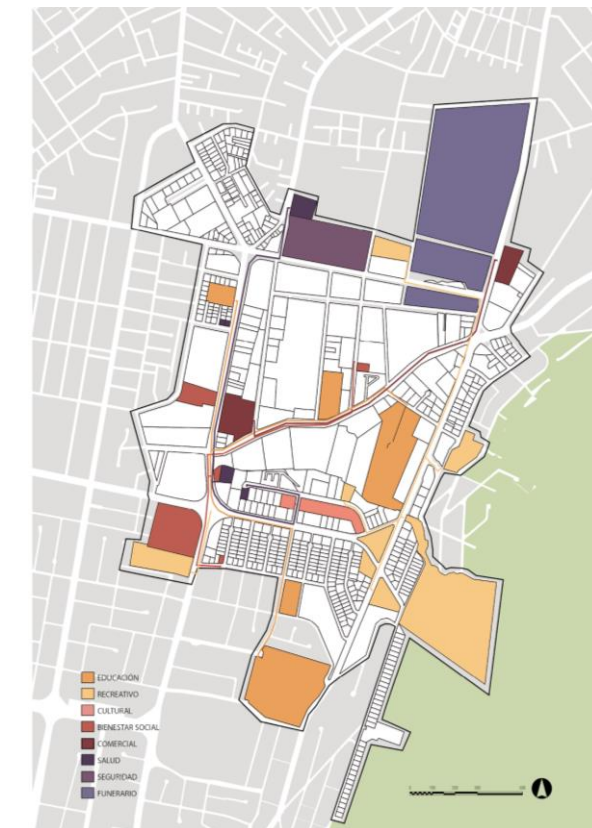 EDUCACIÓN
RECREATIVO
CULTURAL
BIENESTAR SOCIAL
COMERCIAL
SALUD
SEGURIDAD
FUNERARIO